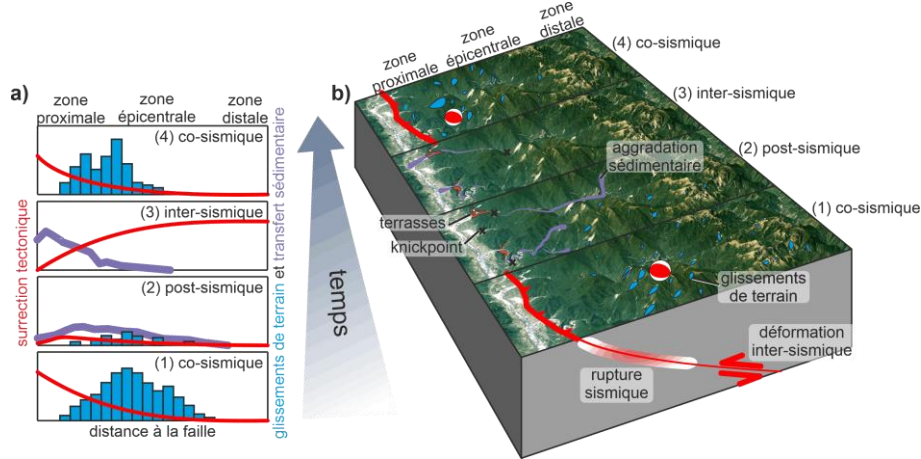 a)
zone
proximale
zone
épicentrale
zone
distale
(4) co-sismique
(3) inter-sismique
(2) post-sismique
(1) co-sismique
distance à la faille
surrection tectonique
glissements de terrain et transfert sédimentaire
temps
b)
zone
proximale
zone
épicentrale
zone
distale
(4) co-sismique
(3) inter-sismique
(2) post-sismique
(1) co-sismique
aggradation
sédimentaire
terrasses
knickpoint
glissements
de terrain
déformation
inter-sismique
rupture
sismique